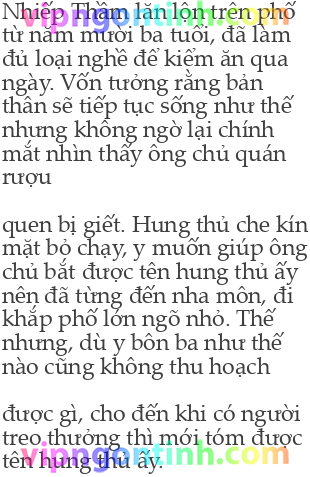 Nhiếp Thầm lăn lộn trên phố
từ năm mười ba tuổi, đã làm
đủ loại nghề để kiếm ăn qua
ngày. Vốn tưởng rằng bản
thân sẽ tiếp tục sống như thế
nhưng không ngờ lại chính
mắt nhìn thấy ông chủ quán
rượu
quen bị giết. Hung thủ che kín
mặt bỏ chạy, y muốn giúp ông
chủ bắt được tên hung thủ ấy
nên đã từng đến nha môn, đi
khắp phố lớn ngõ nhỏ. Thế
nhưng, dù y bôn ba như thế
nào cũng không thu hoạch
được gì, cho đến khi có người
treo thưởng thì mới tóm được
tên hung thủ ấy.
vipngontinh.com
vipngontinh.com